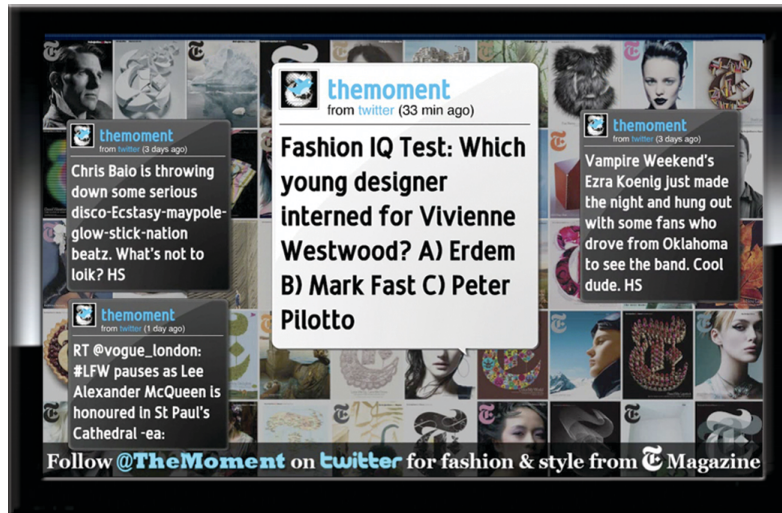 themoment
from twitter (33 min ago)
Fashion IQ Test: Which
young designer
interned for Vivienne
Westwood? A) Erdem
B) Mark Fast C) Peter
Pilotto
themoment
from twitter (3 days ago)
Chris Baio is throwing
down some serious
disco-Ecstasy-maypole-
glow-stick-nation
beatz. What's not to
loik? HS
themoment
from twitter (1 day ago)
RT @vogue_london:
#LFW pauses as Lee
Alexander McQueen is
honoured in St Paul's
Cathedral -ea:
themoment
from twitter (3 days ago)
Vampire Weekend's
Ezra Koenig just made
the night and hung out
with some fans who
drove from Oklahoma
to see the band. Cool
dude. HS
Follow @TheMoment on twitter for fashion & style from T Magazine